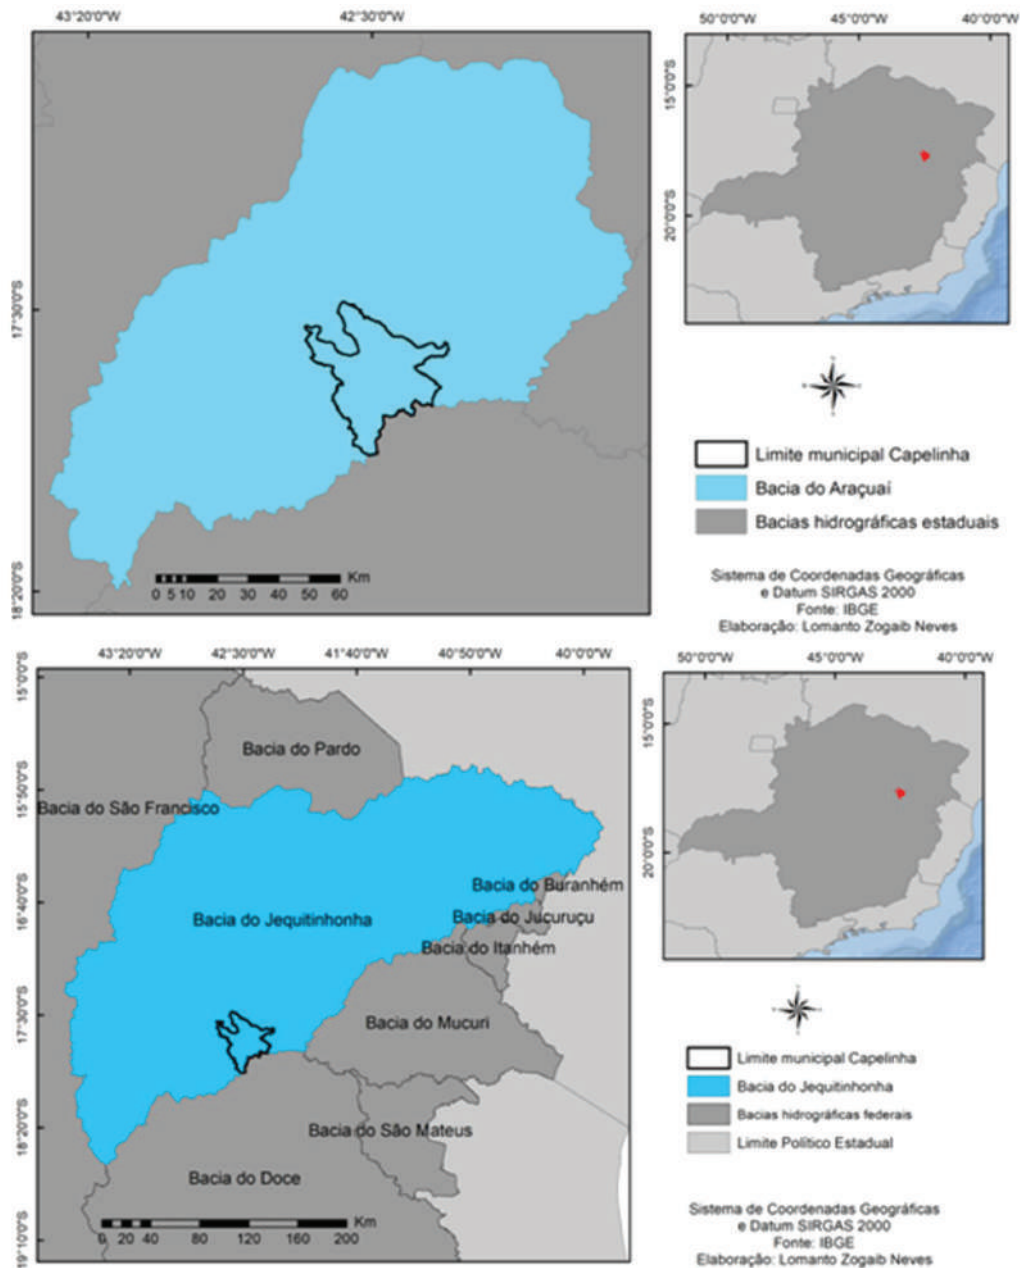 43°20'0"W
42°30'0"W
17°30'0"S
18°20'0"S
Km
0 5 10 20 30 40 50 60
50°0'0"W
45°0'0"W
40°0'0"W
15°0'0"S
20°0'0"S
Limite municipal Capelinha
Bacia do Araçuaí
Bacias hidrográficas estaduais
Sistema de Coordenadas Geográficas
e Datum SIRGAS 2000
Fonte: IBGE
Elaboração: Lomanto Zogaib Neves
43°20'0"W
42°30'0"W
41°40'0"W
40°50'0"W
40°0'0"W
15°0'0"S
15°50'0"S
16°40'0"S
17°30'0"S
18°20'0"S
19°10'0"S
Bacia do Pardo
Bacia do São Francisco
Bacia do Buranhém
Bacia do Jequitinhonha
Bacia do Jucuruçu
Bacia do Itanhém
Bacia do Mucuri
Bacia do São Mateus
Bacia do Doce
Km
0 20 40 80 120 160 200
50°0'0"W
45°0'0"W
40°0'0"W
15°0'0"S
20°0'0"S
Limite municipal Capelinha
Bacia do Jequitinhonha
Bacias hidrográficas federais
Limite Político Estadual
Sistema de Coordenadas Geográficas
e Datum SIRGAS 2000
Fonte: IBGE
Elaboração: Lomanto Zogaib Neves